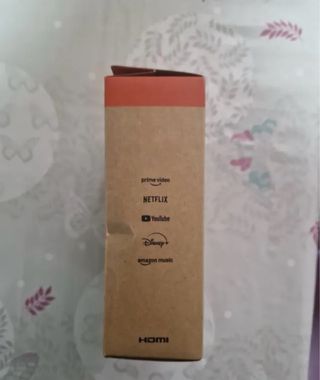 prime video
NETFLIX
YouTube
Disney+
amazon music
HDMI